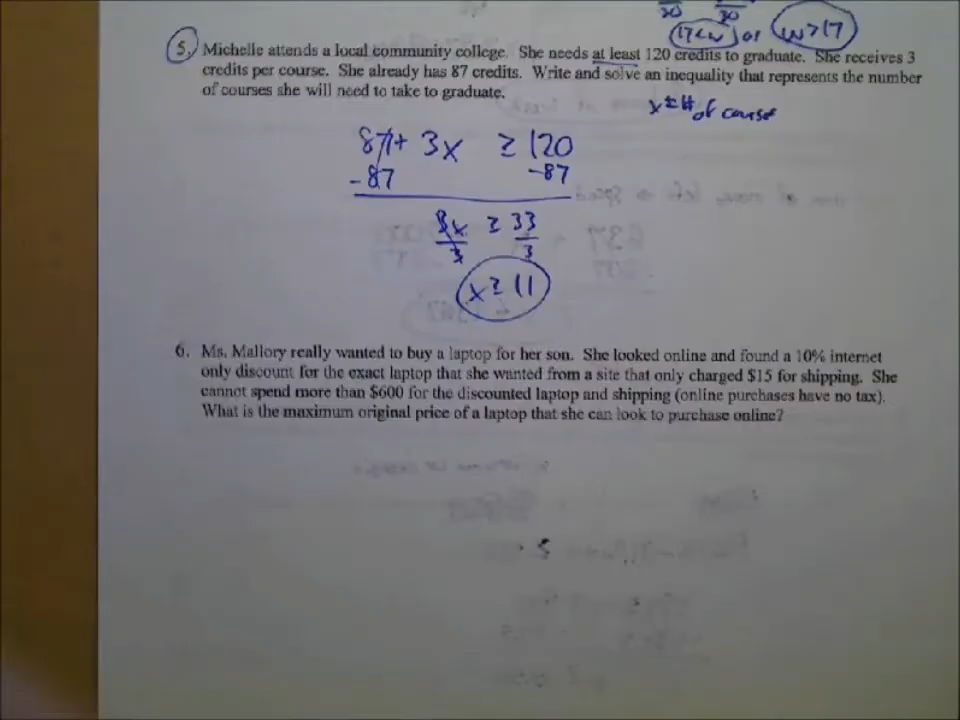 30 30
17<w or w>17
5. Michelle attends a local community college. She needs at least 120 credits to graduate. She receives 3
credits per course. She already has 87 credits. Write and solve an inequality that represents the number
of courses she will need to take to graduate.
x = # of courses
87 + 3x ≥ 120
-87 -87
3x ≥ 33
3 3
x ≥ 11
6. Ms. Mallory really wanted to buy a laptop for her son. She looked online and found a 10% internet
only discount for the exact laptop that she wanted from a site that only charged $15 for shipping. She
cannot spend more than $600 for the discounted laptop and shipping (online purchases have no tax).
What is the maximum original price of a laptop that she can look to purchase online?